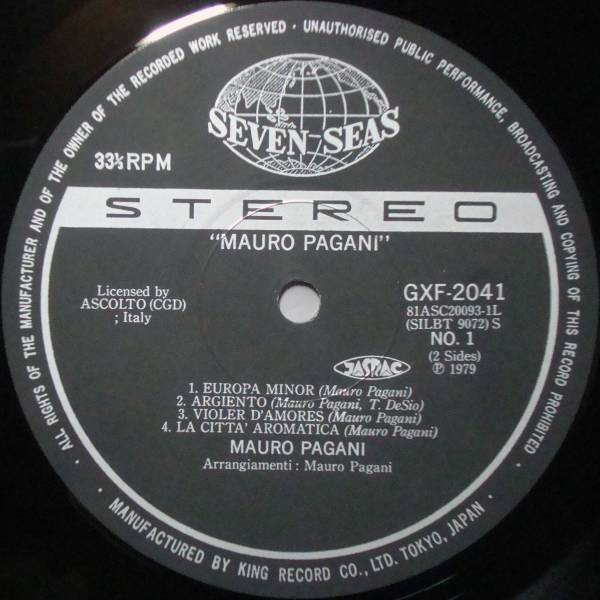 · ALL RIGHTS OF THE MANUFACTURER AND OF THE OWNER OF THE RECORDED WORK RESERVED · UNAUTHORISED PUBLIC PERFORMANCE, BROADCASTING AND COPYING OF THIS RECORD PROHIBITED ·
SEVEN-SEAS
33⅓ RPM
STEREO
"MAURO PAGANI"
Licensed by
ASCOLTO (CGD)
; Italy
GXF-2041
81ASC20093-1L
(SILBT 9072) S
NO. 1
(2 Sides)
Ⓟ 1979
JASRAC
1. EUROPA MINOR (Mauro Pagani)
2. ARGIENTO (Mauro Pagani, T. DeSio)
3. VIOLER D'AMORES (Mauro Pagani)
4. LA CITTA' AROMATICA (Mauro Pagani)
MAURO PAGANI
Arrangiamenti : Mauro Pagani
MANUFACTURED BY KING RECORD CO., LTD. TOKYO, JAPAN ·